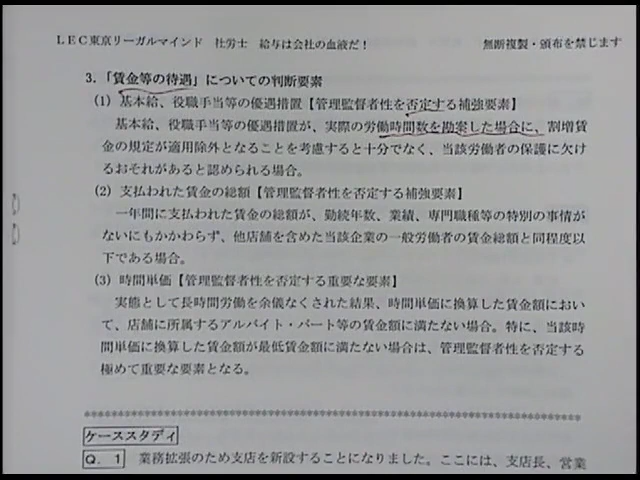 LEC東京リーガルマインド 社労士 給与は会社の血液だ! 無断複製・頒布を禁じます
3.「賃金等の待遇」についての判断要素
(1) 基本給、役職手当等の優遇措置【管理監督者性を否定する補強要素】
基本給、役職手当等の優遇措置が、実際の労働時間数を勘案した場合に、割増賃
金の規定が適用除外となることを考慮すると十分でなく、当該労働者の保護に欠け
るおそれがあると認められる場合。
(2) 支払われた賃金の総額【管理監督者性を否定する補強要素】
一年間に支払われた賃金の総額が、勤続年数、業績、専門職種等の特別の事情が
ないにもかかわらず、他店舗を含めた当該企業の一般労働者の賃金総額と同程度以
下である場合。
(3) 時間単価【管理監督者性を否定する重要な要素】
実態として長時間労働を余儀なくされた結果、時間単価に換算した賃金額におい
て、店舗に所属するアルバイト・パート等の賃金額に満たない場合。特に、当該時
間単価に換算した賃金額が最低賃金額に満たない場合は、管理監督者性を否定する
極めて重要な要素となる。
ケーススタディ
Q.1 業務拡張のため支店を新設することになりました。ここには、支店長、営業